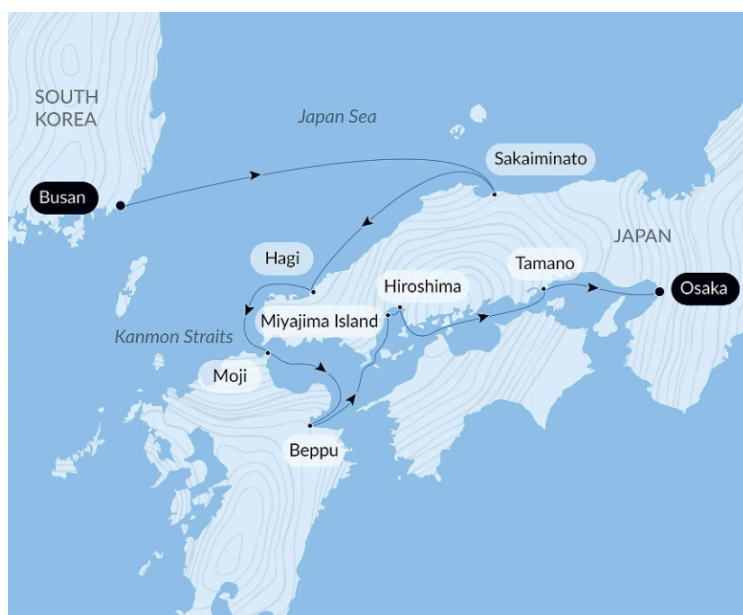 SOUTH
KOREA
Japan Sea
Sakaiminato
Busan
JAPAN
Hagi
Tamano
Hiroshima
Osaka
Miyajima Island
Kanmon Straits
Moji
Beppu